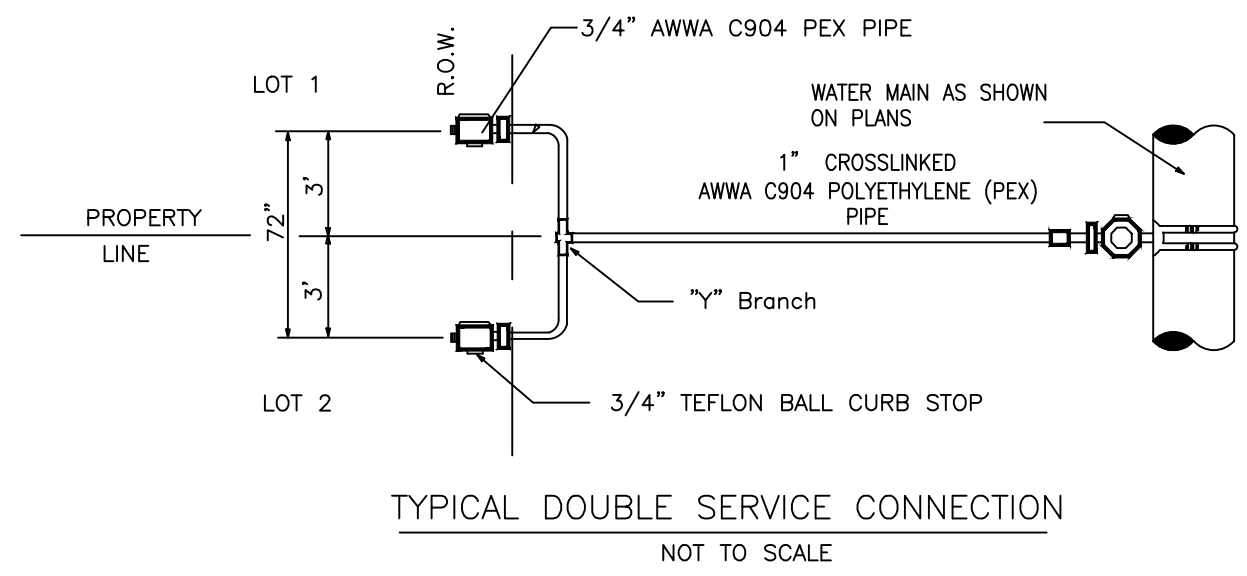 3/4" AWWA C904 PEX PIPE
R.O.W.
LOT 1
WATER MAIN AS SHOWN
ON PLANS
1" CROSSLINKED
AWWA C904 POLYETHYLENE (PEX)
PIPE
PROPERTY
LINE
72"
3'
3'
"Y" Branch
LOT 2
3/4" TEFLON BALL CURB STOP
TYPICAL DOUBLE SERVICE CONNECTION
NOT TO SCALE